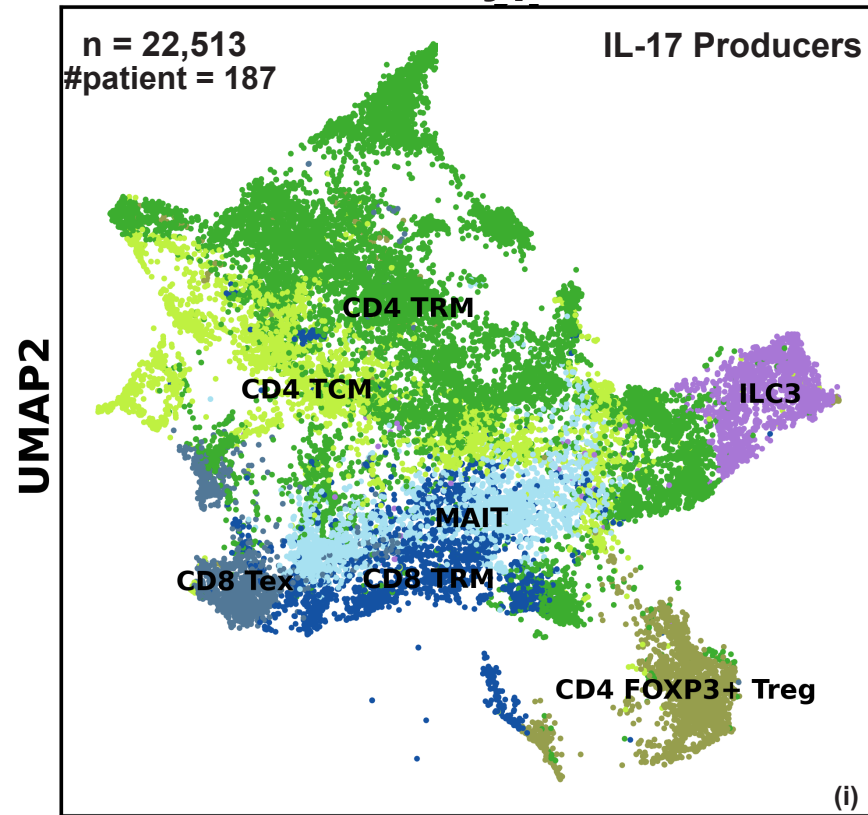 n = 22,513
IL-17 Producers
#patient = 187
CD4 TRM
CD4 TCM
ILC3
UMAP2
MAIT
CD8 Tex
CD8 TRM
CD4 FOXP3+ Treg
(i)